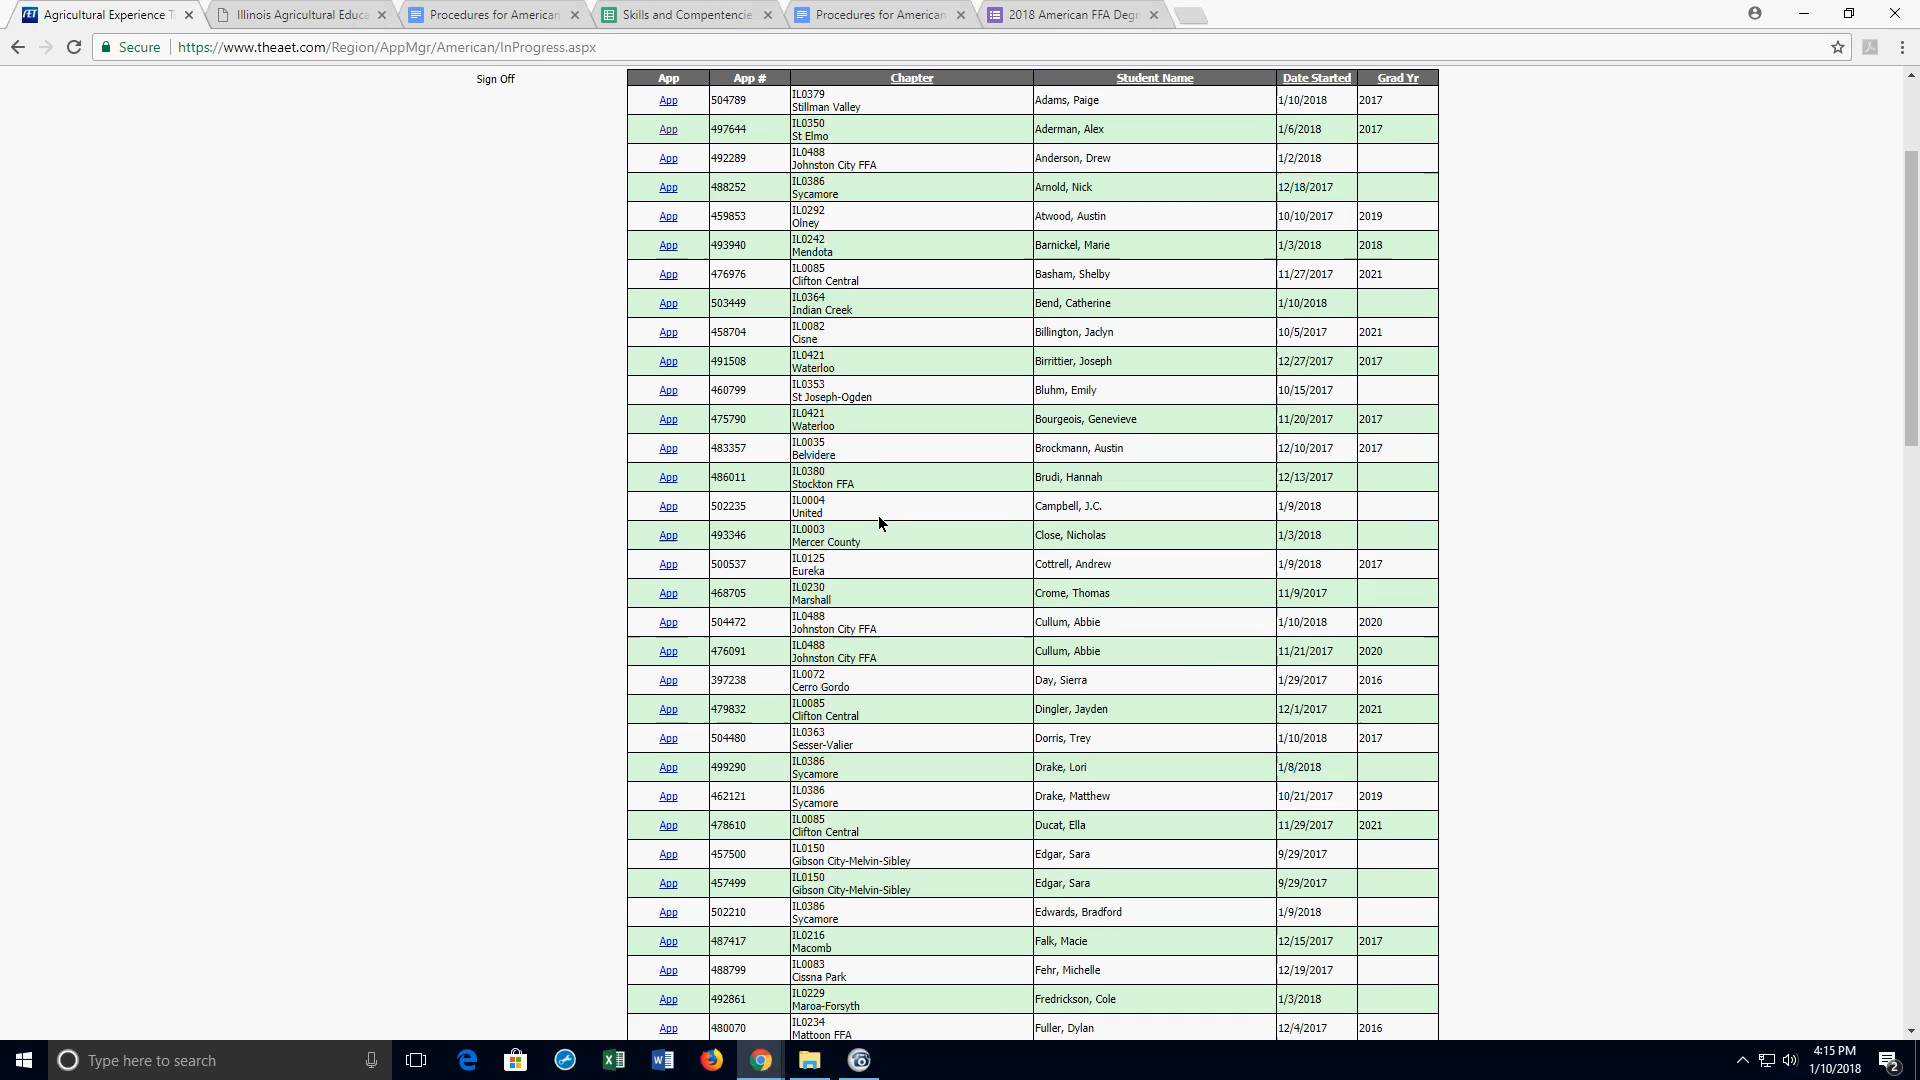 Agricultural Experience T
Illinois Agricultural Educa
Procedures for American
Skills and Compentencie
Procedures for American
2018 American FFA Degr
Secure
https://www.theaet.com/Region/AppMgr/American/InProgress.aspx
Sign Off
App App # Chapter Student Name Date Started Grad Yr
App 504789 IL0379 Adams, Paige 1/10/2018 2017
Stillman Valley
App 497644 IL0350 Aderman, Alex 1/6/2018 2017
St Elmo
App 492289 IL0488 Anderson, Drew 1/2/2018
Johnston City FFA
App 488252 IL0386 Arnold, Nick 12/18/2017
Sycamore
App 459853 IL0292 Atwood, Austin 10/10/2017 2019
Olney
App 493940 IL0242 Barnickel, Marie 1/3/2018 2018
Mendota
App 476976 IL0085 Basham, Shelby 11/27/2017 2021
Clifton Central
App 503449 IL0364 Bend, Catherine 1/10/2018
Indian Creek
App 458704 IL0082 Billington, Jaclyn 10/5/2017 2021
Cisne
App 491508 IL0421 Birrittier, Joseph 12/27/2017 2017
Waterloo
App 460799 IL0353 Bluhm, Emily 10/15/2017
St Joseph-Ogden
App 475790 IL0421 Bourgeois, Genevieve 11/20/2017 2017
Waterloo
App 483357 IL0035 Brockmann, Austin 12/10/2017 2017
Belvidere
App 486011 IL0380 Brudi, Hannah 12/13/2017
Stockton FFA
App 502235 IL0004 Campbell, J.C. 1/9/2018
United
App 493346 IL0003 Close, Nicholas 1/3/2018
Mercer County
App 500537 IL0125 Cottrell, Andrew 1/9/2018 2017
Eureka
App 468705 IL0230 Crome, Thomas 11/9/2017
Marshall
App 504472 IL0488 Cullum, Abbie 1/10/2018 2020
Johnston City FFA
App 476091 IL0488 Cullum, Abbie 11/21/2017 2020
Johnston City FFA
App 397238 IL0072 Day, Sierra 1/29/2017 2016
Cerro Gordo
App 479832 IL0085 Dingler, Jayden 12/1/2017 2021
Clifton Central
App 504480 IL0363 Dorris, Trey 1/10/2018 2017
Sesser-Valier
App 499290 IL0386 Drake, Lori 1/8/2018
Sycamore
App 462121 IL0386 Drake, Matthew 10/21/2017 2019
Sycamore
App 478610 IL0085 Ducat, Ella 11/29/2017 2021
Clifton Central
App 457500 IL0150 Edgar, Sara 9/29/2017
Gibson City-Melvin-Sibley
App 457499 IL0150 Edgar, Sara 9/29/2017
Gibson City-Melvin-Sibley
App 502210 IL0386 Edwards, Bradford 1/9/2018
Sycamore
App 487417 IL0216 Falk, Macie 12/15/2017 2017
Macomb
App 488799 IL0083 Fehr, Michelle 12/19/2017
Cissna Park
App 492861 IL0229 Fredrickson, Cole 1/3/2018
Maroa-Forsyth
App 480070 IL0234 Fuller, Dylan 12/4/2017 2016
Mattoon FFA
Type here to search
4:15 PM
1/10/2018
2